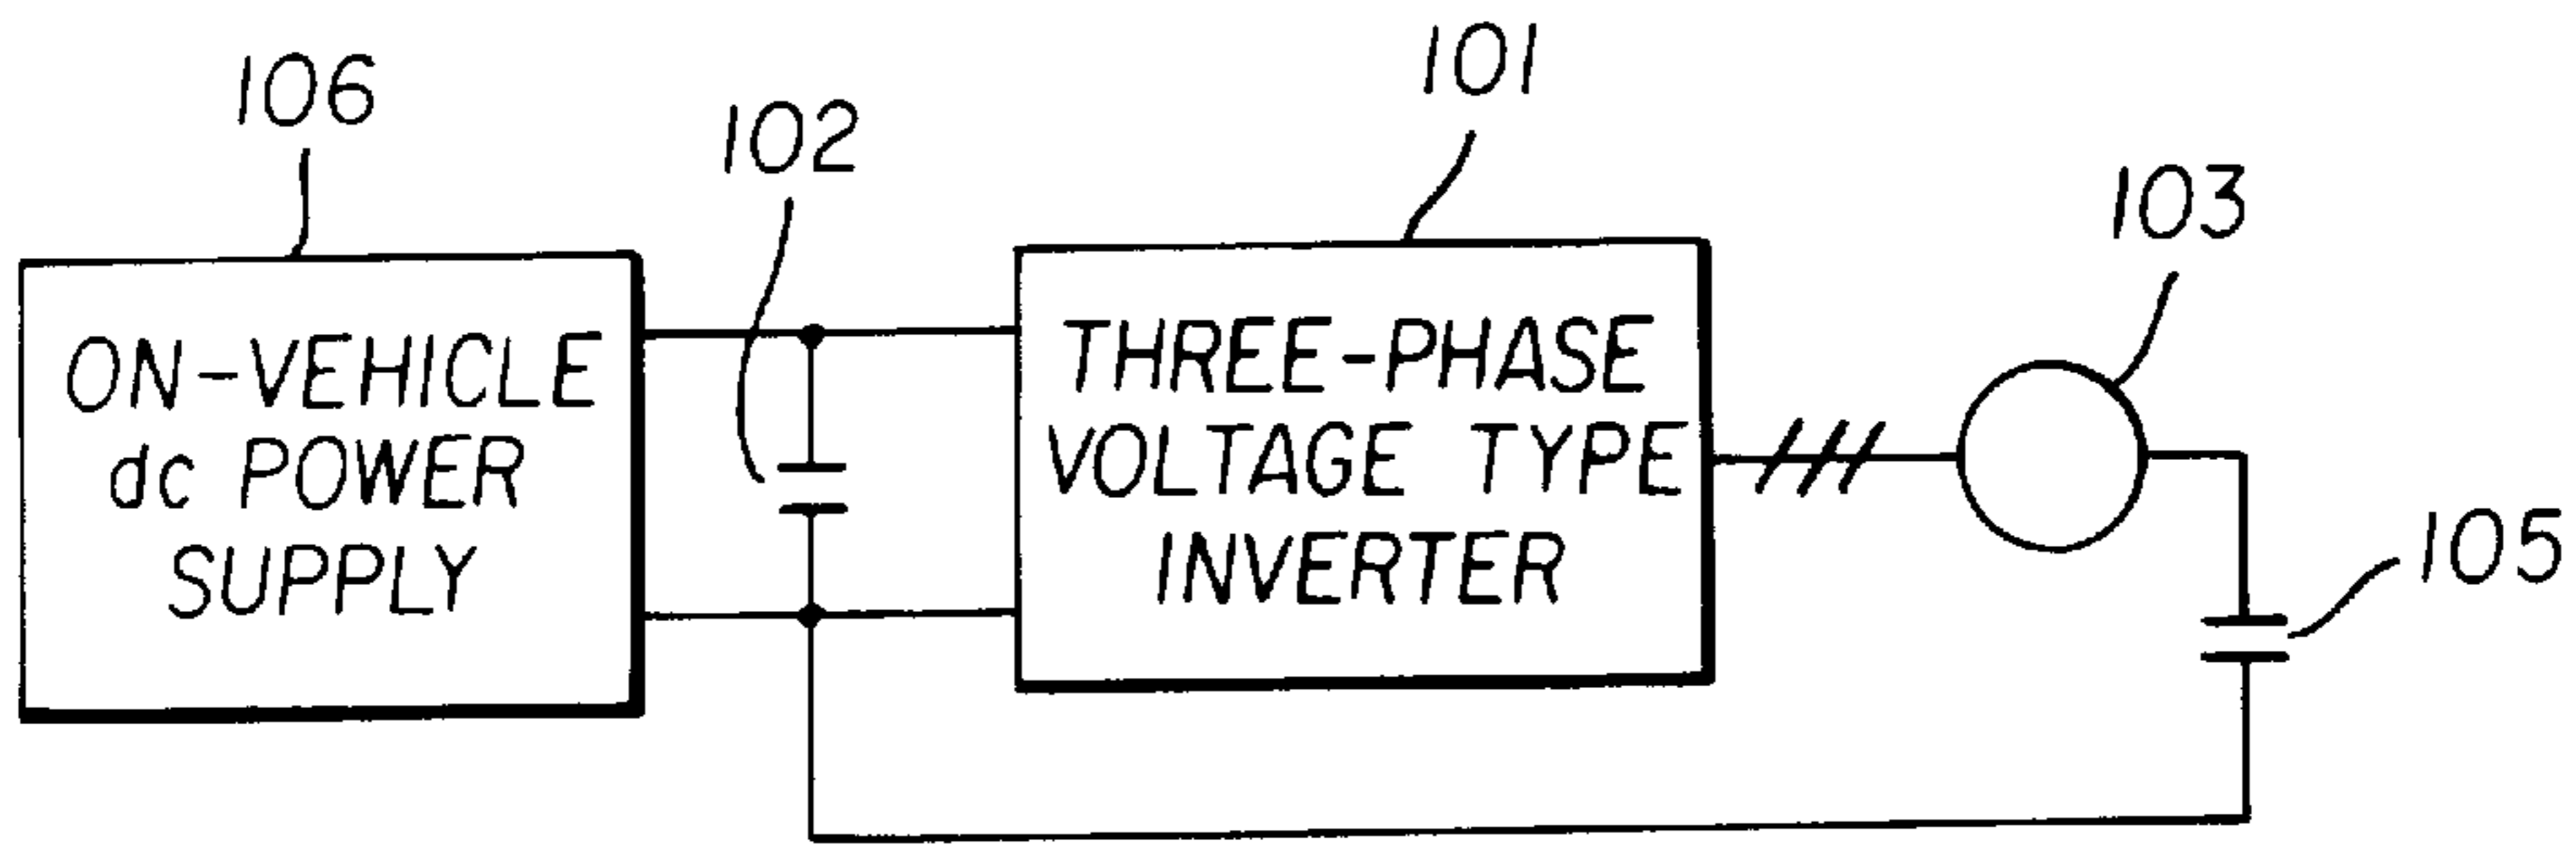 106
102
101
103
105
ON-VEHICLE
dc POWER
SUPPLY
THREE-PHASE
VOLTAGE TYPE
INVERTER